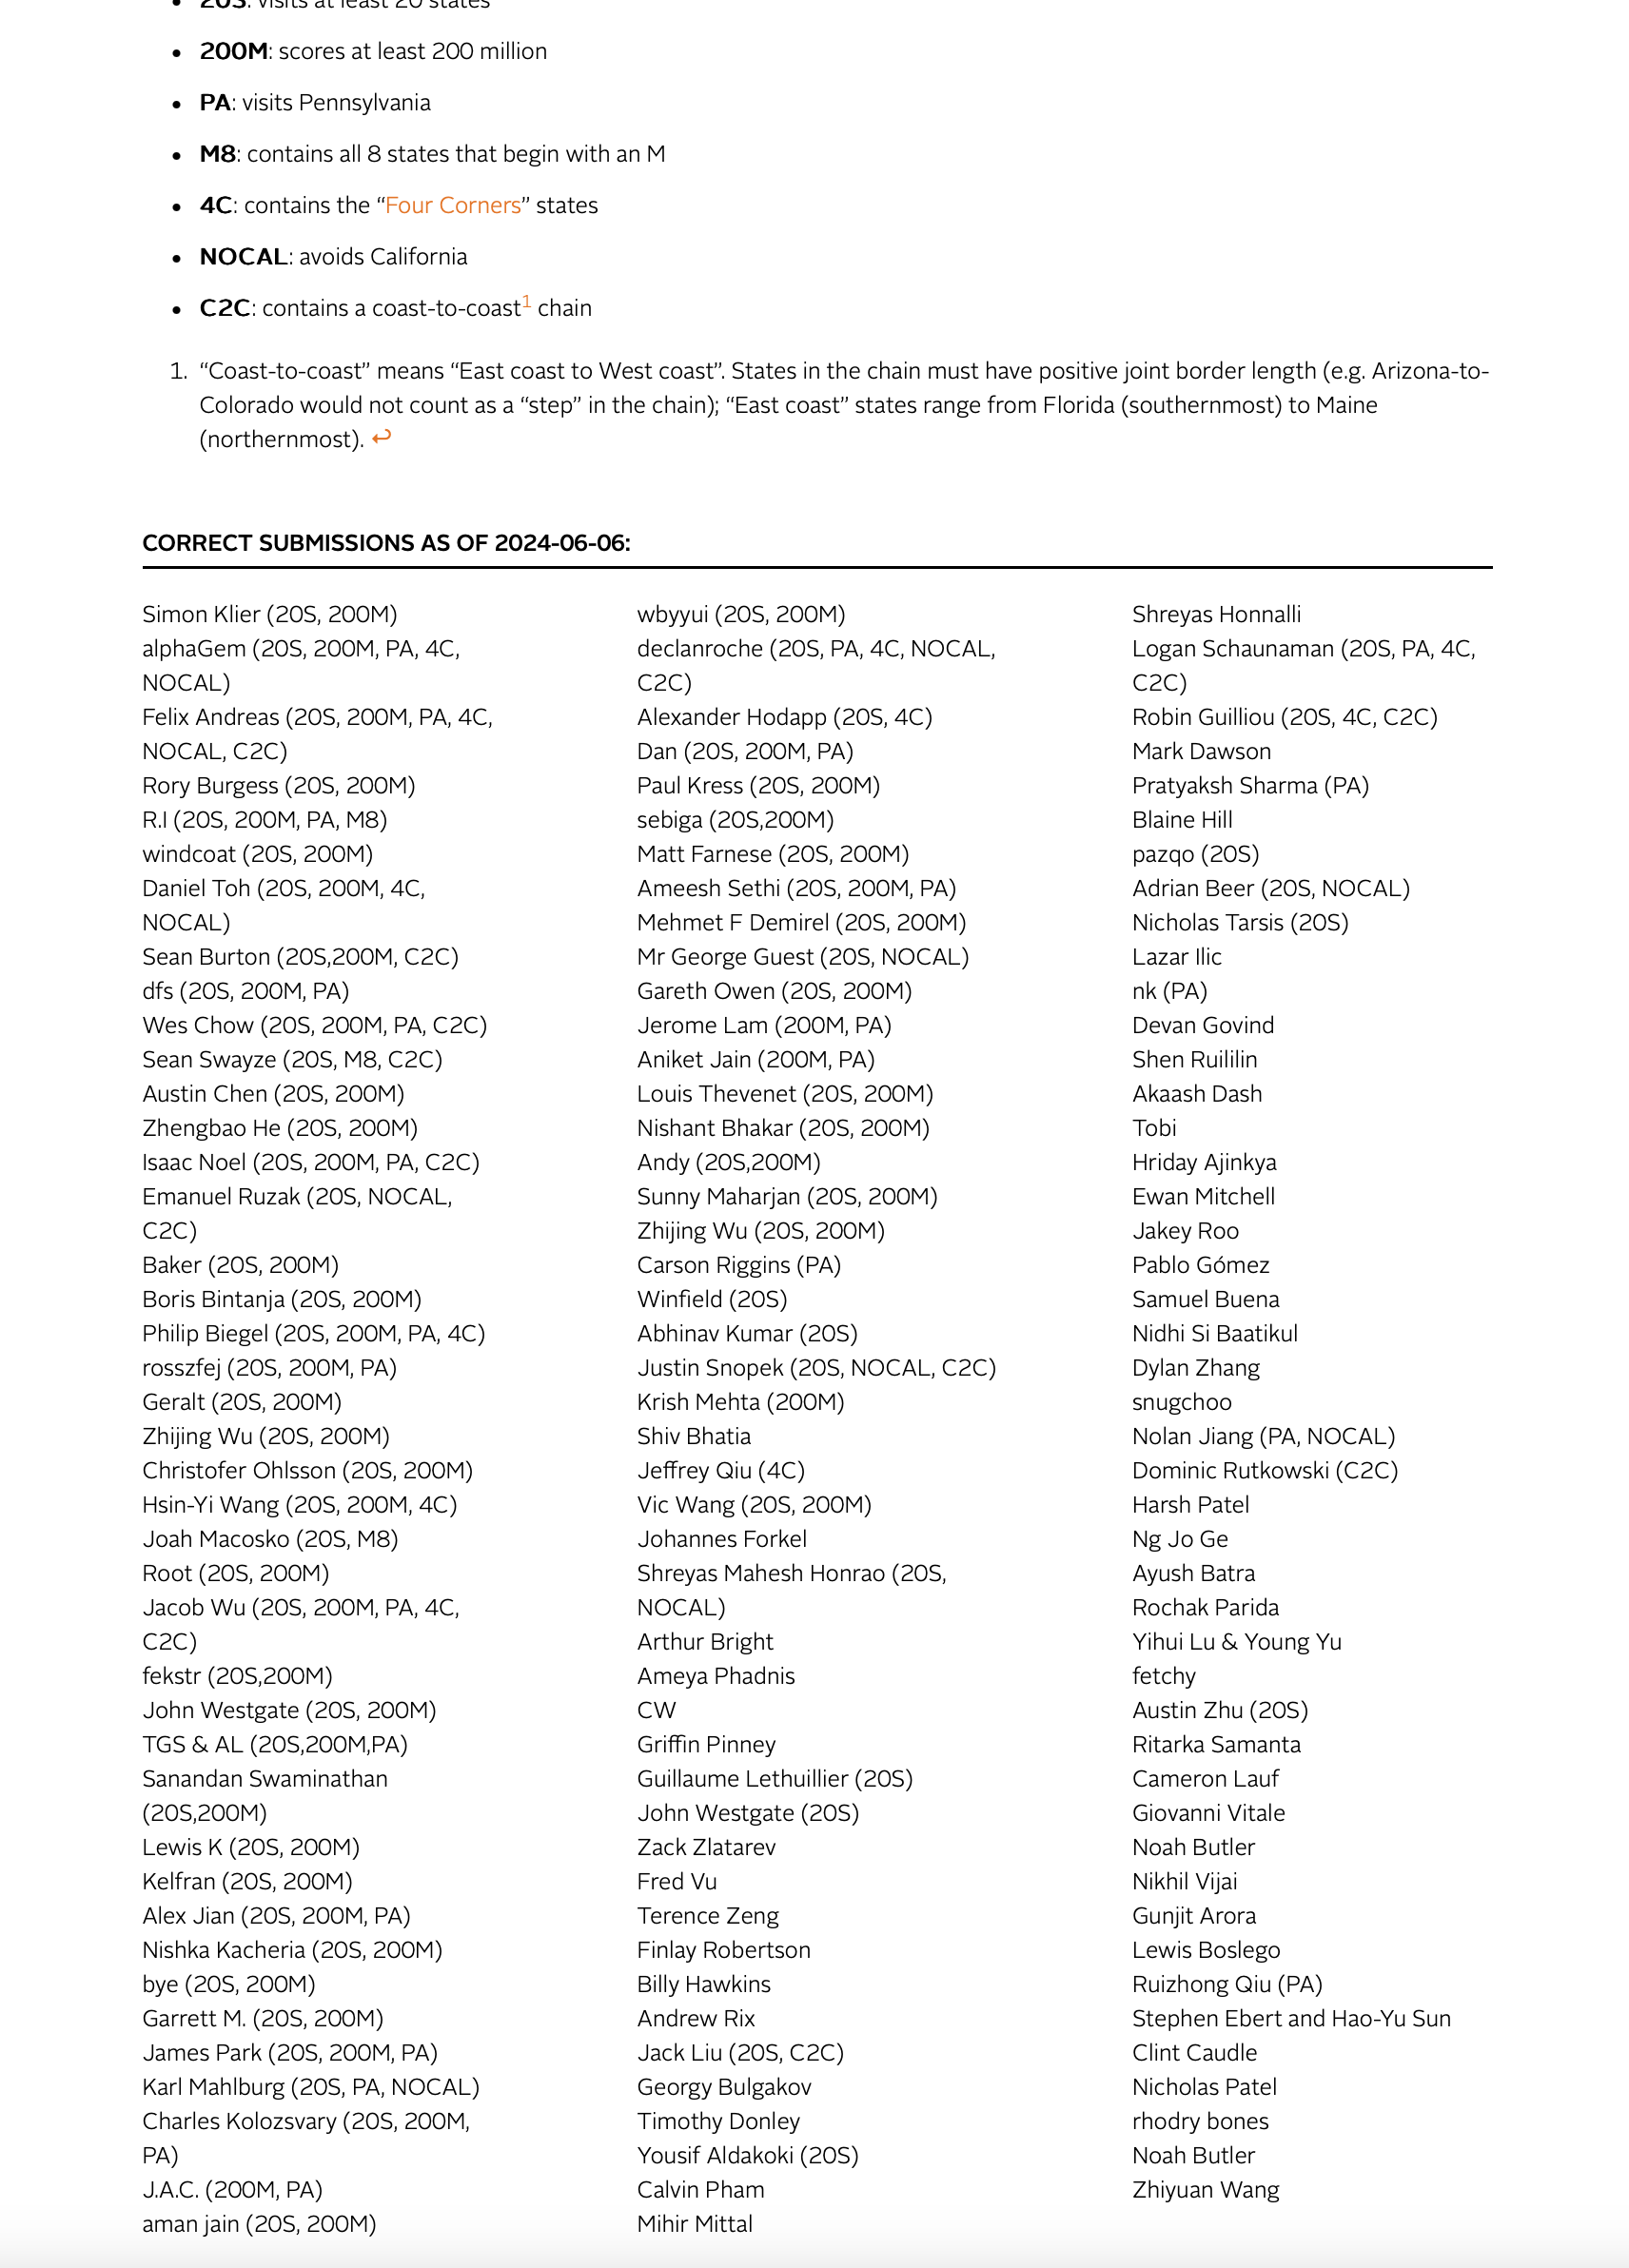 20S: visits at least 20 states
200M: scores at least 200 million
PA: visits Pennsylvania
M8: contains all 8 states that begin with an M
4C: contains the “Four Corners” states
NOCAL: avoids California
C2C: contains a coast-to-coast1 chain
1. “Coast-to-coast” means “East coast to West coast”. States in the chain must have positive joint border length (e.g. Arizona-to-
Colorado would not count as a “step” in the chain); “East coast” states range from Florida (southernmost) to Maine
(northernmost). ↩
CORRECT SUBMISSIONS AS OF 2024-06-06:
Simon Klier (20S, 200M)
alphaGem (20S, 200M, PA, 4C,
NOCAL)
Felix Andreas (20S, 200M, PA, 4C,
NOCAL, C2C)
Rory Burgess (20S, 200M)
R.I (20S, 200M, PA, M8)
windcoat (20S, 200M)
Daniel Toh (20S, 200M, 4C,
NOCAL)
Sean Burton (20S,200M, C2C)
dfs (20S, 200M, PA)
Wes Chow (20S, 200M, PA, C2C)
Sean Swayze (20S, M8, C2C)
Austin Chen (20S, 200M)
Zhengbao He (20S, 200M)
Isaac Noel (20S, 200M, PA, C2C)
Emanuel Ruzak (20S, NOCAL,
C2C)
Baker (20S, 200M)
Boris Bintanja (20S, 200M)
Philip Biegel (20S, 200M, PA, 4C)
rosszfej (20S, 200M, PA)
Geralt (20S, 200M)
Zhijing Wu (20S, 200M)
Christofer Ohlsson (20S, 200M)
Hsin-Yi Wang (20S, 200M, 4C)
Joah Macosko (20S, M8)
Root (20S, 200M)
Jacob Wu (20S, 200M, PA, 4C,
C2C)
fekstr (20S,200M)
John Westgate (20S, 200M)
TGS & AL (20S,200M,PA)
Sanandan Swaminathan
(20S,200M)
Lewis K (20S, 200M)
Kelfran (20S, 200M)
Alex Jian (20S, 200M, PA)
Nishka Kacheria (20S, 200M)
bye (20S, 200M)
Garrett M. (20S, 200M)
James Park (20S, 200M, PA)
Karl Mahlburg (20S, PA, NOCAL)
Charles Kolozsvary (20S, 200M,
PA)
J.A.C. (200M, PA)
aman jain (20S, 200M)
wbyyui (20S, 200M)
declanroche (20S, PA, 4C, NOCAL,
C2C)
Alexander Hodapp (20S, 4C)
Dan (20S, 200M, PA)
Paul Kress (20S, 200M)
sebiga (20S,200M)
Matt Farnese (20S, 200M)
Ameesh Sethi (20S, 200M, PA)
Mehmet F Demirel (20S, 200M)
Mr George Guest (20S, NOCAL)
Gareth Owen (20S, 200M)
Jerome Lam (200M, PA)
Aniket Jain (200M, PA)
Louis Thevenet (20S, 200M)
Nishant Bhakar (20S, 200M)
Andy (20S,200M)
Sunny Maharjan (20S, 200M)
Zhijing Wu (20S, 200M)
Carson Riggins (PA)
Winfield (20S)
Abhinav Kumar (20S)
Justin Snopek (20S, NOCAL, C2C)
Krish Mehta (200M)
Shiv Bhatia
Jeffrey Qiu (4C)
Vic Wang (20S, 200M)
Johannes Forkel
Shreyas Mahesh Honrao (20S,
NOCAL)
Arthur Bright
Ameya Phadnis
CW
Griffin Pinney
Guillaume Lethuillier (20S)
John Westgate (20S)
Zack Zlatarev
Fred Vu
Terence Zeng
Finlay Robertson
Billy Hawkins
Andrew Rix
Jack Liu (20S, C2C)
Georgy Bulgakov
Timothy Donley
Yousif Aldakoki (20S)
Calvin Pham
Mihir Mittal
Shreyas Honnalli
Logan Schaunaman (20S, PA, 4C,
C2C)
Robin Guilliou (20S, 4C, C2C)
Mark Dawson
Pratyaksh Sharma (PA)
Blaine Hill
pazqo (20S)
Adrian Beer (20S, NOCAL)
Nicholas Tarsis (20S)
Lazar Ilic
nk (PA)
Devan Govind
Shen Ruililin
Akaash Dash
Tobi
Hriday Ajinkya
Ewan Mitchell
Jakey Roo
Pablo Gómez
Samuel Buena
Nidhi Si Baatikul
Dylan Zhang
snugchoo
Nolan Jiang (PA, NOCAL)
Dominic Rutkowski (C2C)
Harsh Patel
Ng Jo Ge
Ayush Batra
Rochak Parida
Yihui Lu & Young Yu
fetchy
Austin Zhu (20S)
Ritarka Samanta
Cameron Lauf
Giovanni Vitale
Noah Butler
Nikhil Vijai
Gunjit Arora
Lewis Boslego
Ruizhong Qiu (PA)
Stephen Ebert and Hao-Yu Sun
Clint Caudle
Nicholas Patel
rhodry bones
Noah Butler
Zhiyuan Wang